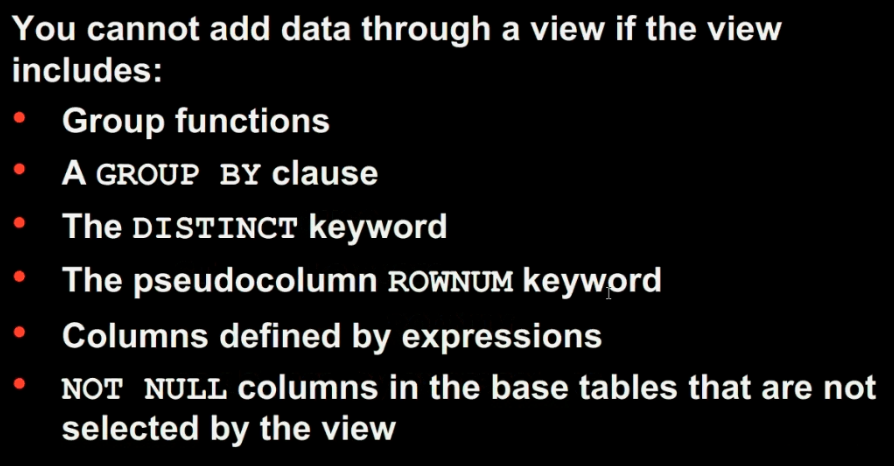 You cannot add data through a view if the view
includes:
• Group functions
• A GROUP BY clause
• The DISTINCT keyword
• The pseudocolumn ROWNUM keyword
• Columns defined by expressions
• NOT NULL columns in the base tables that are not
selected by the view